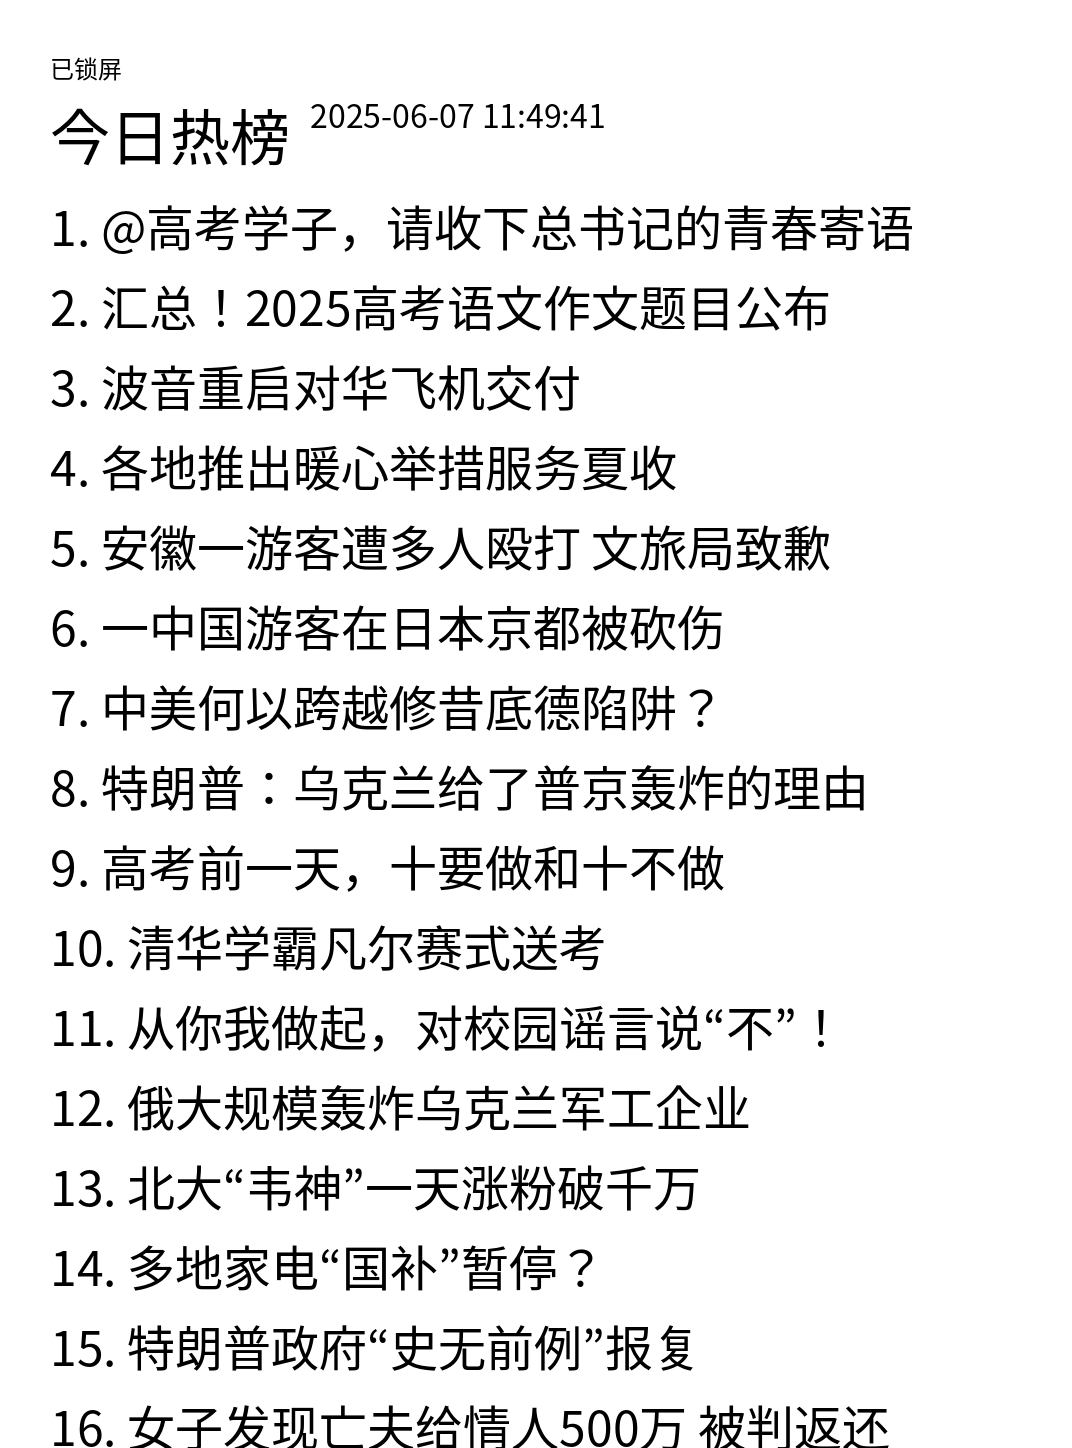 已锁屏
今日热榜 2025-06-07 11:49:41
1. @高考学子，请收下总书记的青春寄语
2. 汇总！2025高考语文作文题目公布
3. 波音重启对华飞机交付
4. 各地推出暖心举措服务夏收
5. 安徽一游客遭多人殴打 文旅局致歉
6. 一中国游客在日本京都被砍伤
7. 中美何以跨越修昔底德陷阱？
8. 特朗普：乌克兰给了普京轰炸的理由
9. 高考前一天，十要做和十不做
10. 清华学霸凡尔赛式送考
11. 从你我做起，对校园谣言说“不”！
12. 俄大规模轰炸乌克兰军工企业
13. 北大“韦神”一天涨粉破千万
14. 多地家电“国补”暂停？
15. 特朗普政府“史无前例”报复
16. 女子发现亡夫给情人500万 被判返还